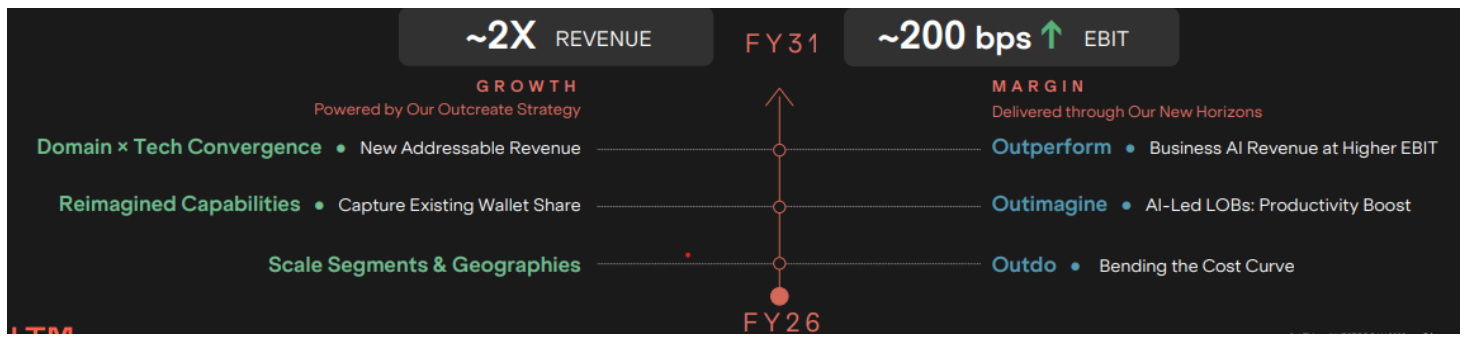 ~2X REVENUE
FY31
~200 bps ↑ EBIT
GROWTH
Powered by Our Outcreate Strategy
MARGIN
Delivered through Our New Horizons
Domain × Tech Convergence • New Addressable Revenue
Outperform • Business AI Revenue at Higher EBIT
Reimagined Capabilities • Capture Existing Wallet Share
Outimagine • AI-Led LOBs: Productivity Boost
Scale Segments & Geographies
Outdo • Bending the Cost Curve
FY26